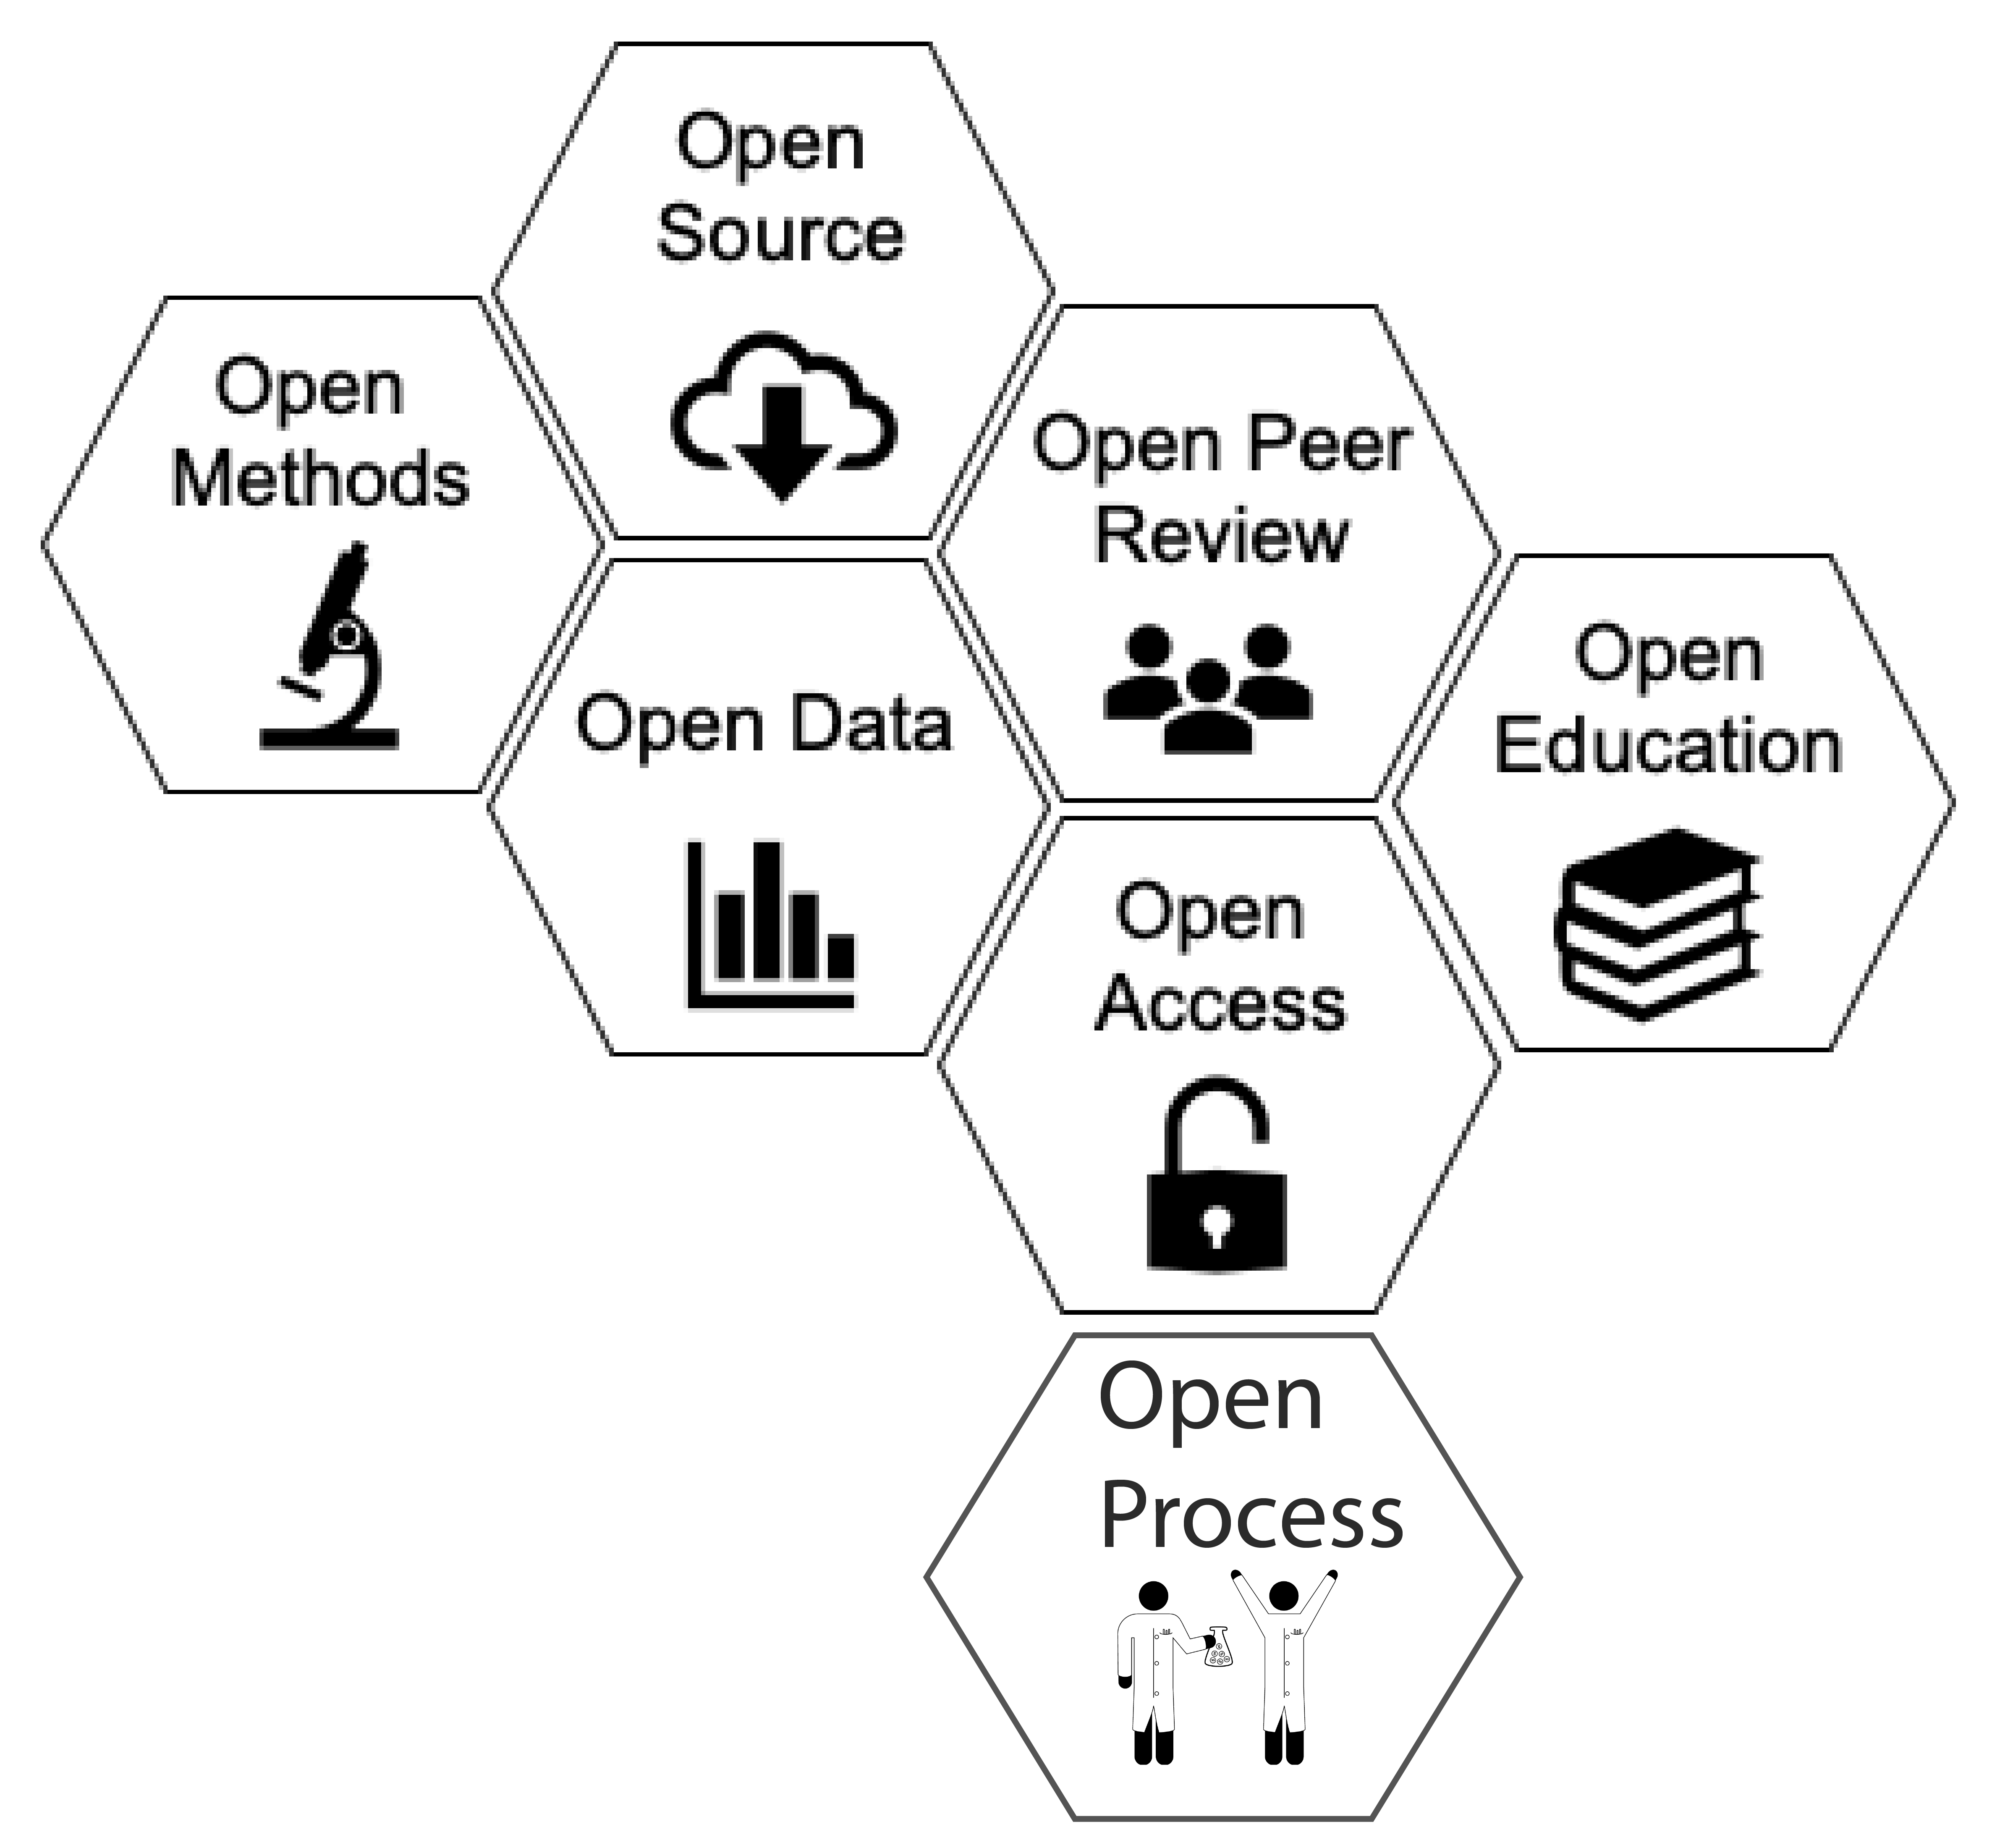 Open
Source
Open
Methods
Open Peer
Review
Open Data
Open
Education
Open
Access
Open
Process